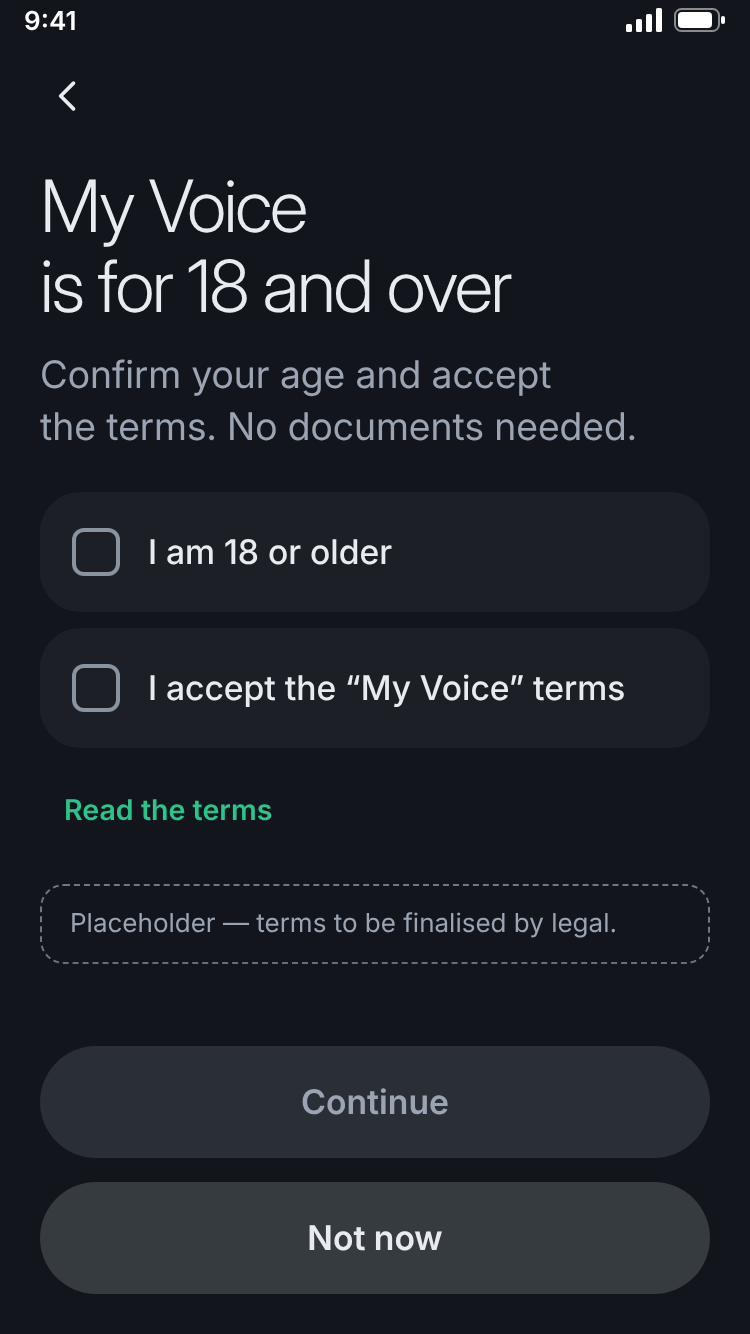 9:41
My Voice
is for 18 and over
Confirm your age and accept
the terms. No documents needed.
I am 18 or older
I accept the “My Voice” terms
Read the terms
Placeholder — terms to be finalised by legal.
Continue
Not now